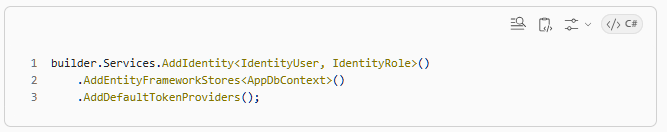 </> C#
1 builder.Services.AddIdentity<IdentityUser, IdentityRole>()
2     .AddEntityFrameworkStores<AppDbContext>()
3     .AddDefaultTokenProviders();